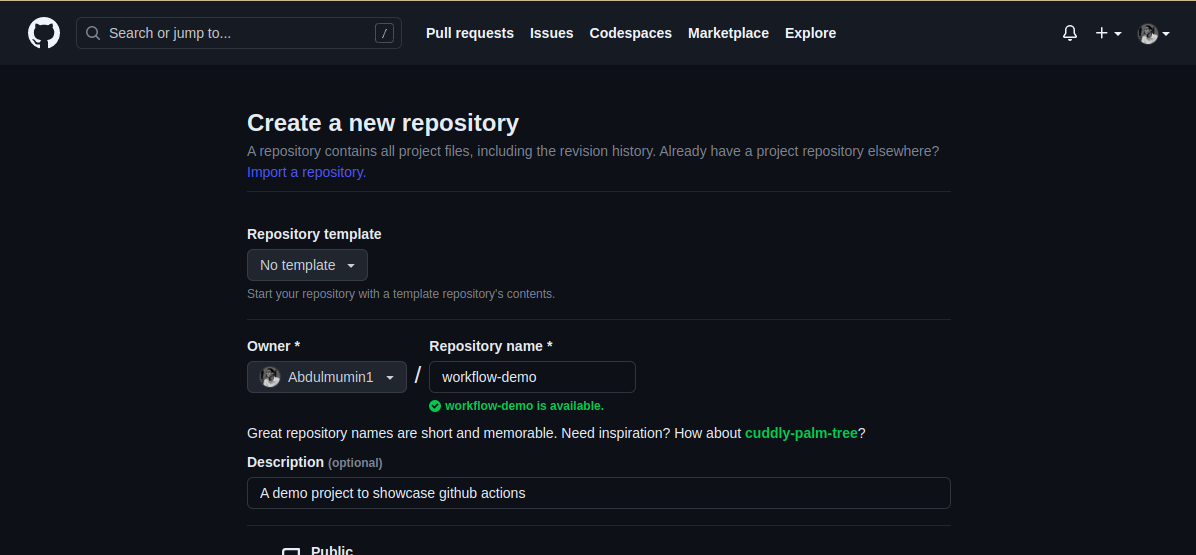 Search or jump to... / Pull requests Issues Codespaces Marketplace Explore
Create a new repository
A repository contains all project files, including the revision history. Already have a project repository elsewhere?
Import a repository.
Repository template
No template
Start your repository with a template repository's contents.
Owner * Repository name *
Abdulmumin1 / workflow-demo
workflow-demo is available.
Great repository names are short and memorable. Need inspiration? How about cuddly-palm-tree?
Description (optional)
A demo project to showcase github actions
Public